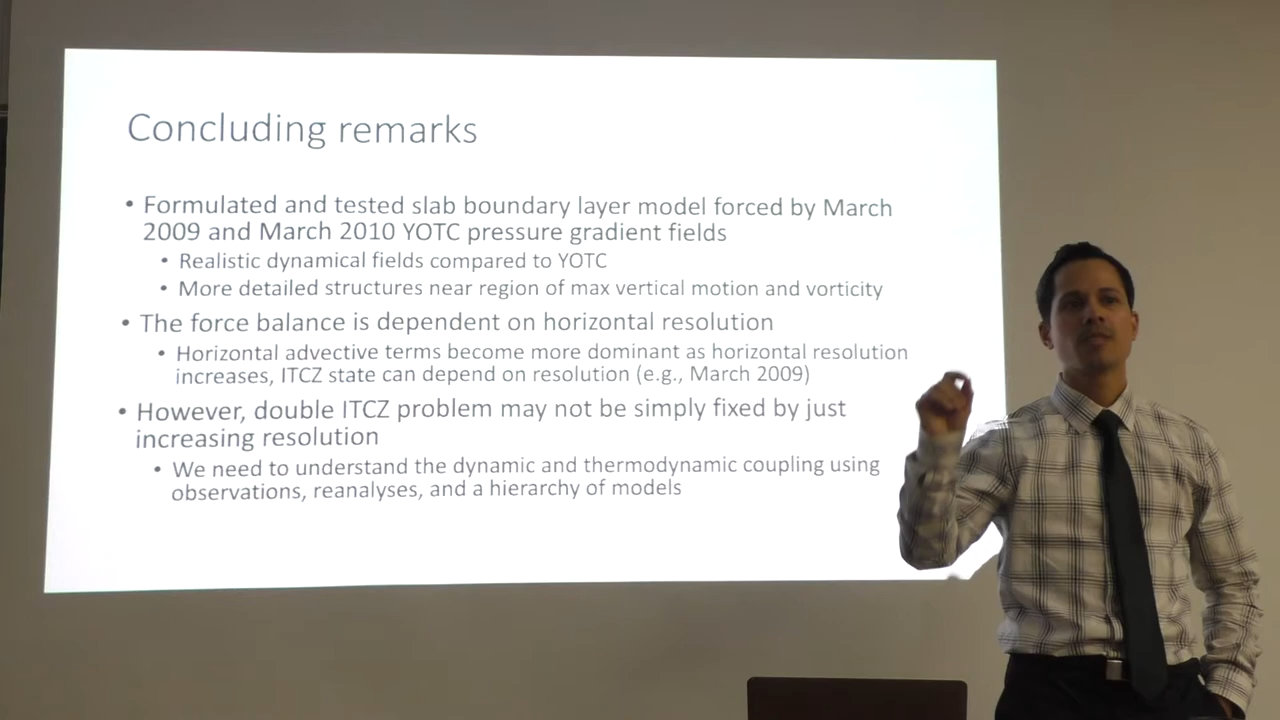 Concluding remarks
• Formulated and tested slab boundary layer model forced by March
2009 and March 2010 YOTC pressure gradient fields
• Realistic dynamical fields compared to YOTC
• More detailed structures near region of max vertical motion and vorticity
• The force balance is dependent on horizontal resolution
• Horizontal advective terms become more dominant as horizontal resolution
increases, ITCZ state can depend on resolution (e.g., March 2009)
• However, double ITCZ problem may not be simply fixed by just
increasing resolution
• We need to understand the dynamic and thermodynamic coupling using
observations, reanalyses, and a hierarchy of models